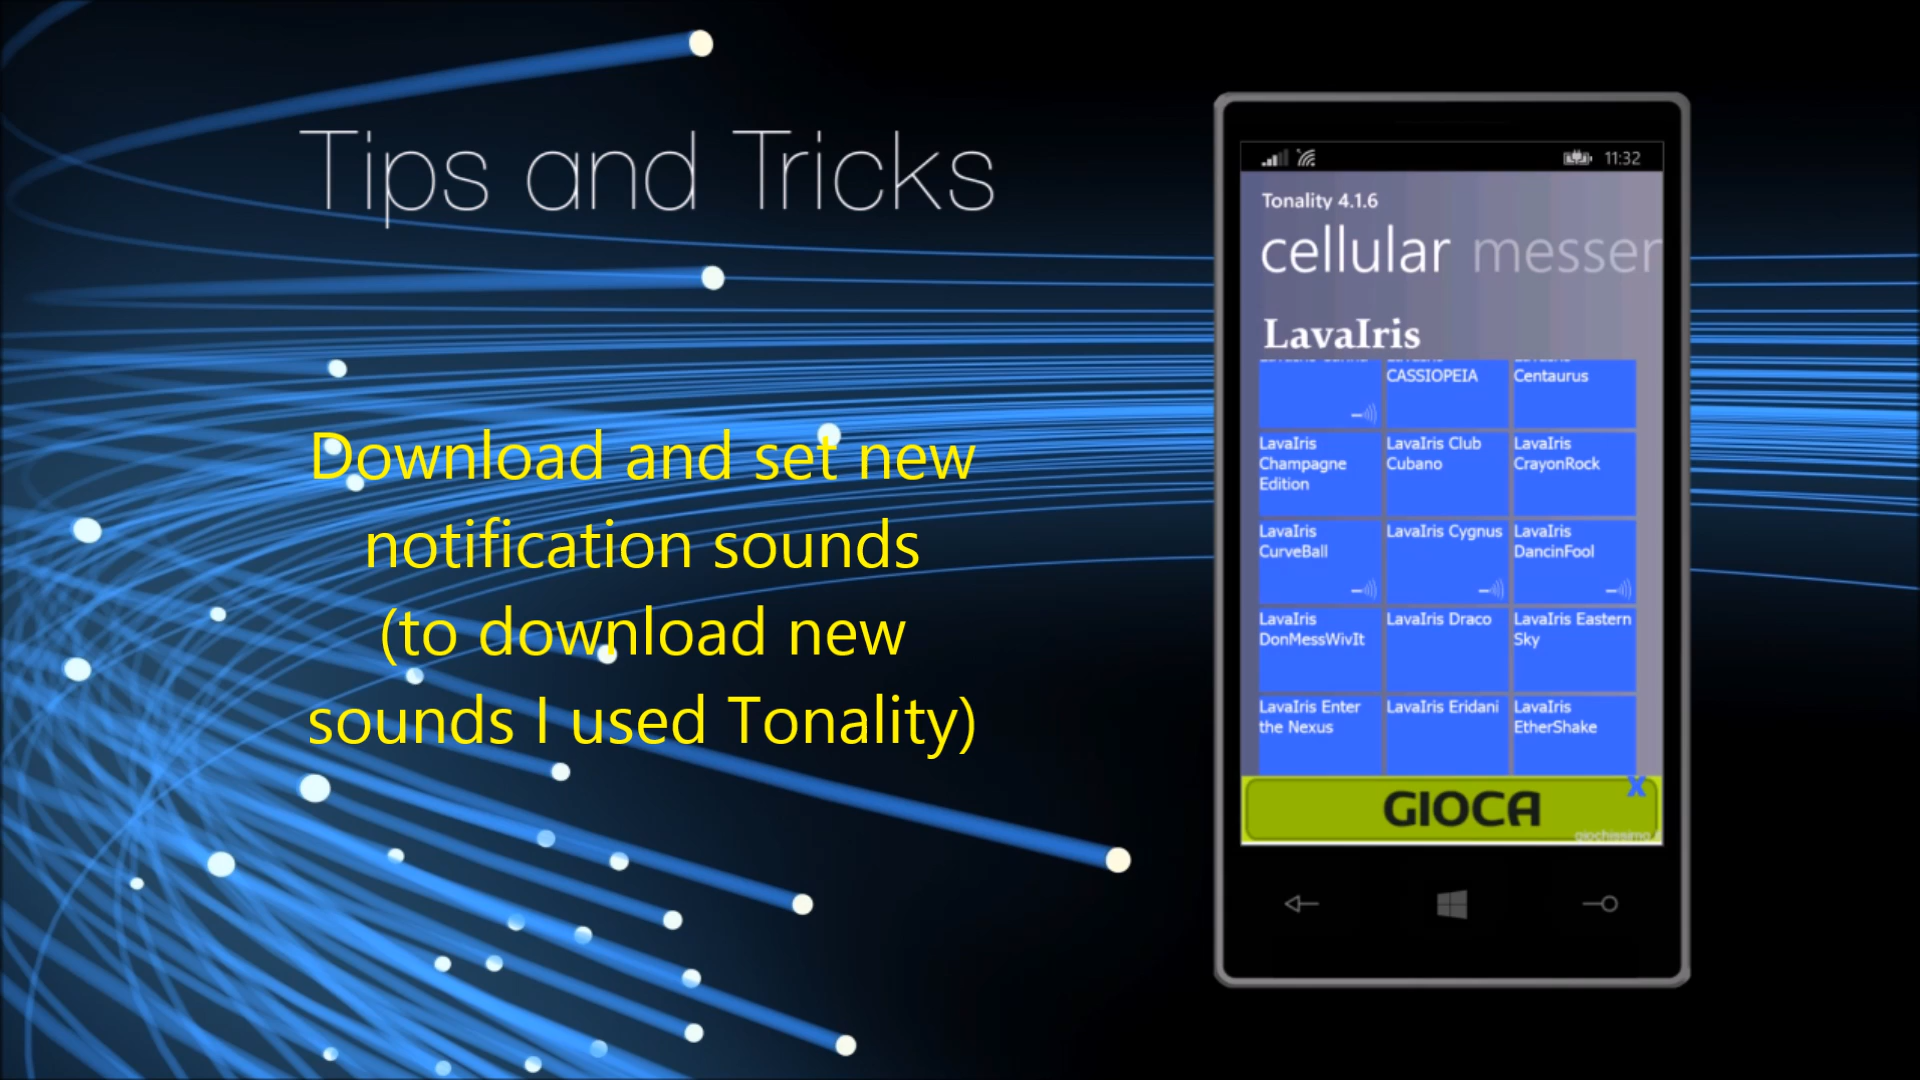 Tips and Tricks
Download and set new
notification sounds
(to download new
sounds I used Tonality)
11:32
Tonality 4.1.6
cellular messer
LavaIris
CASSIOPEIA
Centaurus
LavaIris
Champagne
Edition
LavaIris Club
Cubano
LavaIris
CrayonRock
LavaIris
CurveBall
LavaIris Cygnus
LavaIris
DancinFool
LavaIris
DonMessWivIt
LavaIris Draco
LavaIris Eastern
Sky
LavaIris Enter
the Nexus
LavaIris Eridani
LavaIris
EtherShake
X
GIOCA